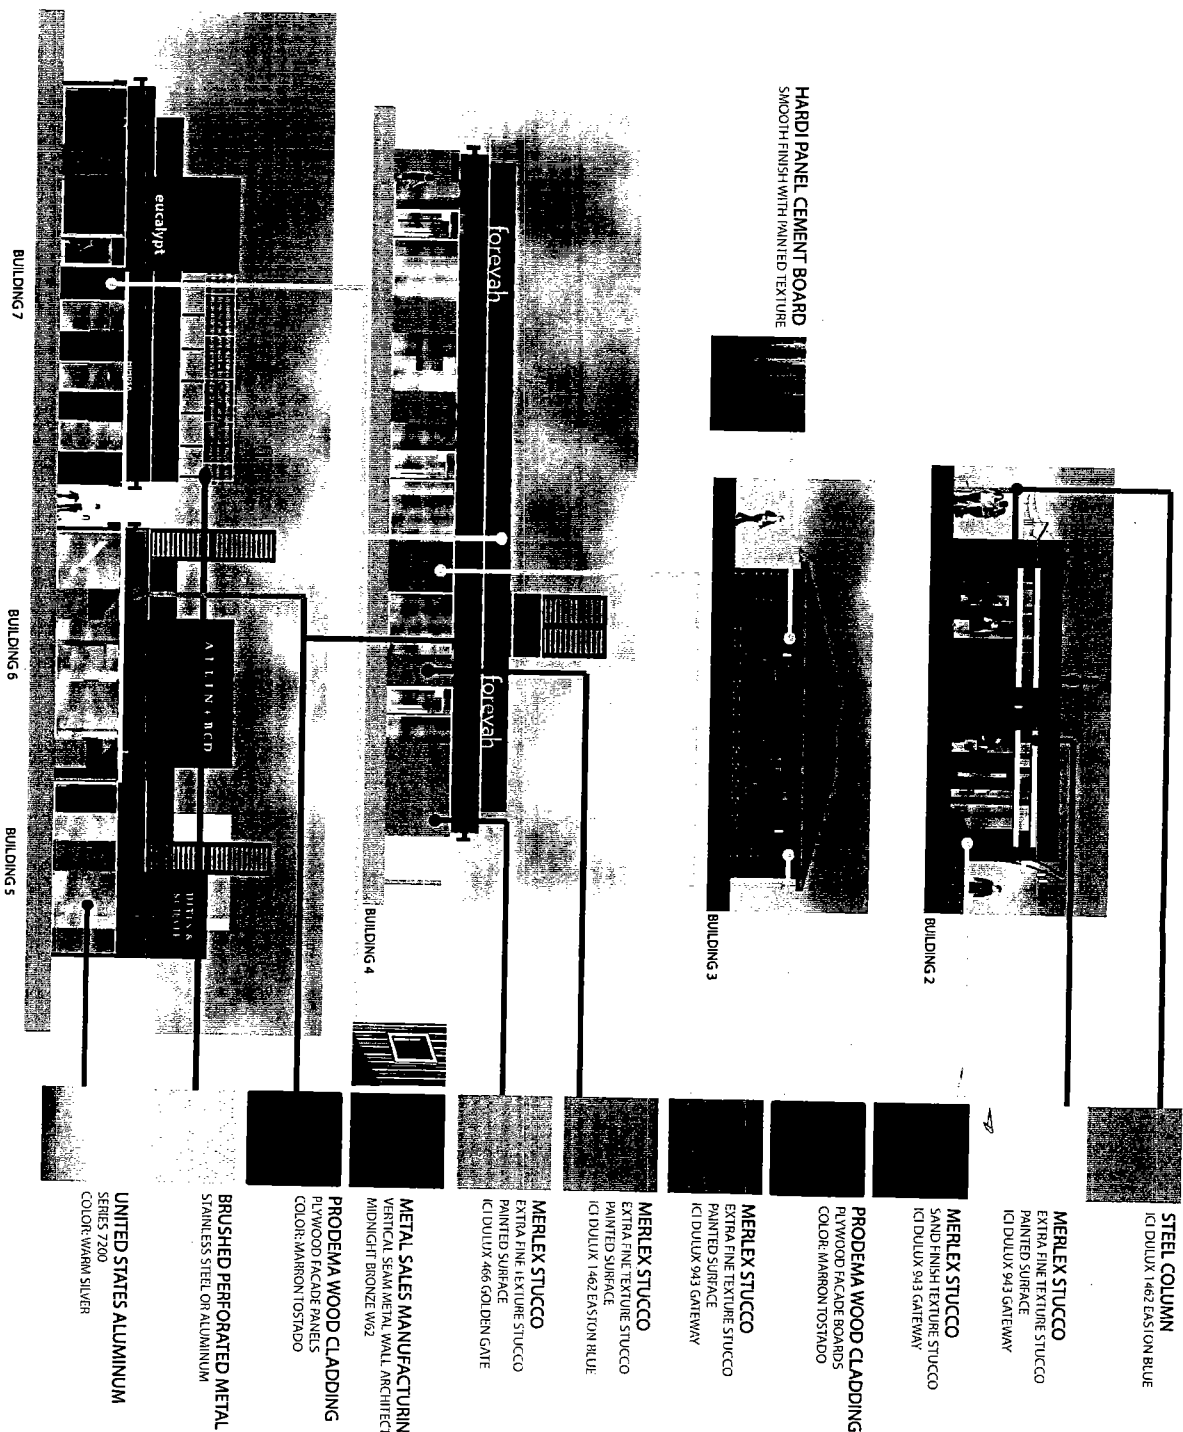 STEEL COLUMN
ICI DULUX 1462 EASTON BLUE
MERLEX STUCCO
EXTRA FINE TEXTURE STUCCO
PAINTED SURFACE
ICI DULUX 943 GATEWAY
MERLEX STUCCO
SAND FINISH TEXTURE STUCCO
ICI DULUX 943 GATEWAY
PRODEMA WOOD CLADDING
PLYWOOD FACADE BOARDS
COLOR: MARRON TOSTADO
MERLEX STUCCO
EXTRA FINE TEXTURE STUCCO
PAINTED SURFACE
ICI DULUX 943 GATEWAY
MERLEX STUCCO
EXTRA FINE TEXTURE STUCCO
PAINTED SURFACE
ICI DULUX 1462 EASTON BLUE
MERLEX STUCCO
EXTRA FINE TEXTURE STUCCO
PAINTED SURFACE
ICI DULUX 466 GOLDEN GATE
METAL SALES MANUFACTURIN
VERTICAL SEAM METAL WALL, ARCHITECT
MIDNIGHT BRONZE W62
PRODEMA WOOD CLADDING
PLYWOOD FACADE PANELS
COLOR: MARRON TOSTADO
BRUSHED PERFORATED METAL
STAINLESS STEEL OR ALUMINUM
UNITED STATES ALUMINUM
SERIES 7200
COLOR: WARM SILVER
HARDI PANEL CEMENT BOARD
SMOOTH FINISH WITH PAINTED TEXTURE
BUILDING 2
BUILDING 3
forevah
forevah
BUILDING 4
eucalypt
ALLIN + BCD
BUILDING 7
BUILDING 6
BUILDING 5